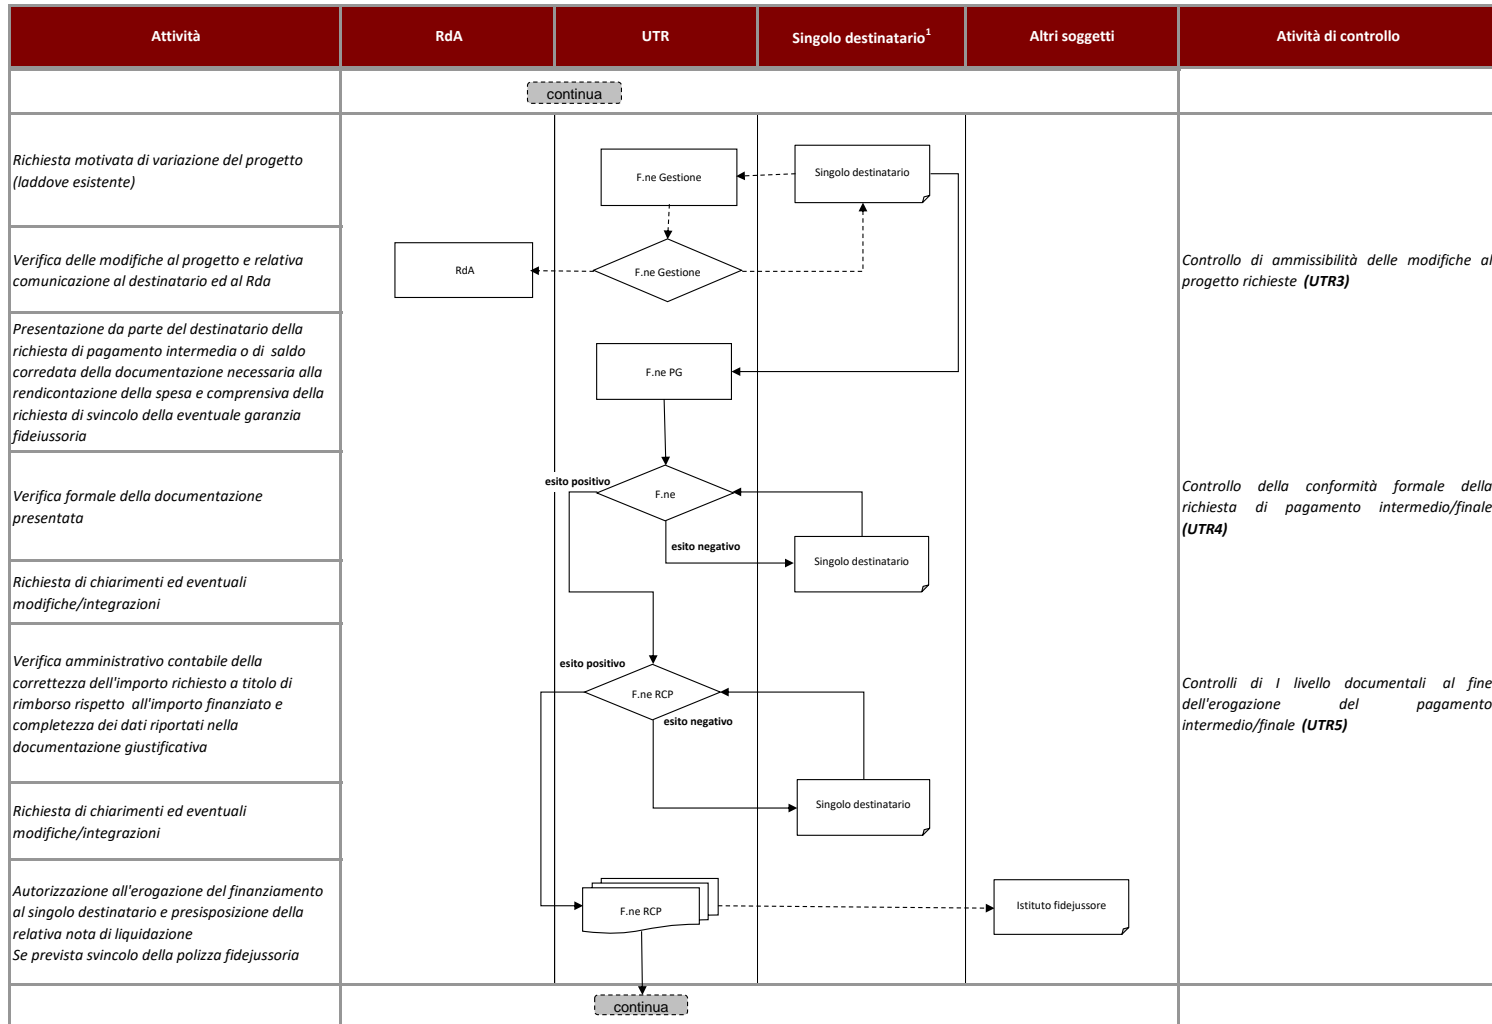 Attività
RdA
UTR
Singolo destinatario1
Altri soggetti
Atività di controllo
continua
Richiesta motivata di variazione del progetto
(laddove esistente)
F.ne Gestione
Singolo destinatario
Verifica delle modifiche al progetto e relativa
comunicazione al destinatario ed al Rda
RdA
F.ne Gestione
Controllo di ammissibilità delle modifiche al
progetto richieste (UTR3)
Presentazione da parte del destinatario della
richiesta di pagamento intermedia o di saldo
corredata della documentazione necessaria alla
rendicontazione della spesa e comprensiva della
richiesta di svincolo della eventuale garanzia
fideiussoria
F.ne PG
Verifica formale della documentazione
presentata
esito positivo
F.ne
esito negativo
Singolo destinatario
Controllo della conformità formale della
richiesta di pagamento intermedio/finale
(UTR4)
Richiesta di chiarimenti ed eventuali
modifiche/integrazioni
Verifica amministrativo contabile della
correttezza dell'importo richiesto a titolo di
rimborso rispetto all'importo finanziato e
completezza dei dati riportati nella
documentazione giustificativa
esito positivo
F.ne RCP
esito negativo
Controlli di I livello documentali al fine
dell'erogazione del pagamento
intermedio/finale (UTR5)
Richiesta di chiarimenti ed eventuali
modifiche/integrazioni
Singolo destinatario
Autorizzazione all'erogazione del finanziamento
al singolo destinatario e presisposizione della
relativa nota di liquidazione
Se prevista svincolo della polizza fidejussoria
F.ne RCP
Istituto fidejussore
continua